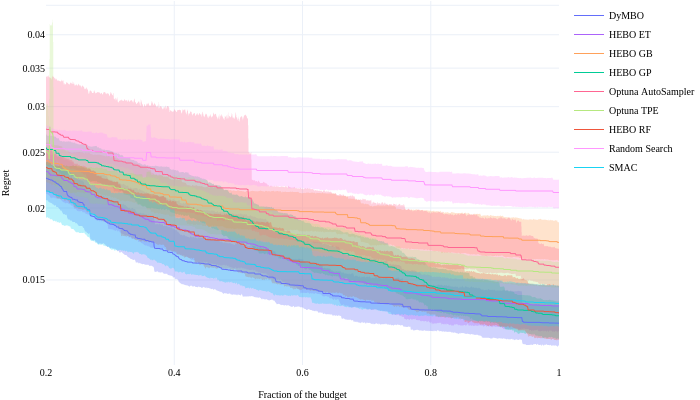 0.04
0.035
0.03
0.025
0.02
0.015
Regret
0.2
0.4
0.6
0.8
1
Fraction of the budget
DyMBO
HEBO ET
HEBO GB
HEBO GP
Optuna AutoSampler
Optuna TPE
HEBO RF
Random Search
SMAC